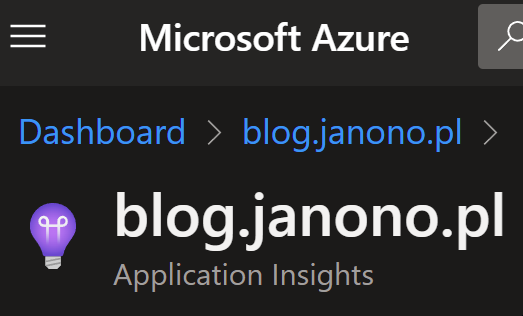 Microsoft Azure
Dashboard > blog.janono.pl >
blog.janono.pl
Application Insights